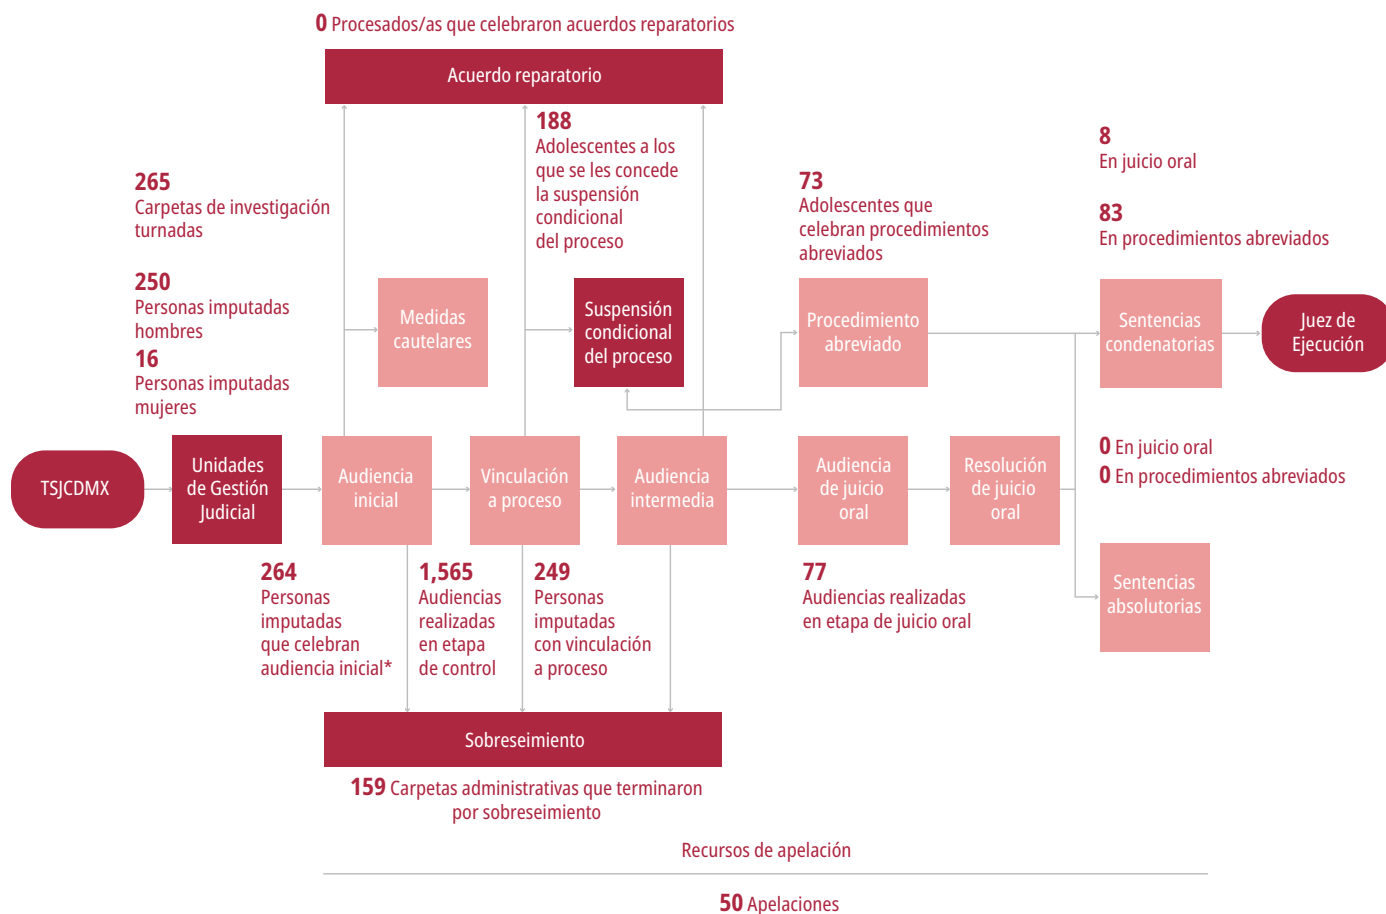 0 Procesados/as que celebraron acuerdos reparatorios
Acuerdo reparatorio
265
Carpetas de investigación
turnadas
250
Personas imputadas
hombres
16
Personas imputadas
mujeres
188
Adolescentes a los
que se les concede
la suspensión
condicional
del proceso
73
Adolescentes que
celebran procedimientos
abreviados
8
En juicio oral
83
En procedimientos abreviados
Medidas
cautelares
Suspensión
condicional
del proceso
Procedimiento
abreviado
Sentencias
condenatorias
Juez de
Ejecución
TSJCDMX
Unidades
de Gestión
Judicial
Audiencia
inicial
Vinculación
a proceso
Audiencia
intermedia
Audiencia
de juicio
oral
Resolución
de juicio
oral
0 En juicio oral
0 En procedimientos abreviados
Sentencias
absolutorias
264
Personas
imputadas
que celebran
audiencia inicial*
1,565
Audiencias
realizadas
en etapa
de control
249
Personas
imputadas
con vinculación
a proceso
77
Audiencias realizadas
en etapa de juicio oral
Sobreseimiento
159 Carpetas administrativas que terminaron
por sobreseimiento
Recursos de apelación
50 Apelaciones